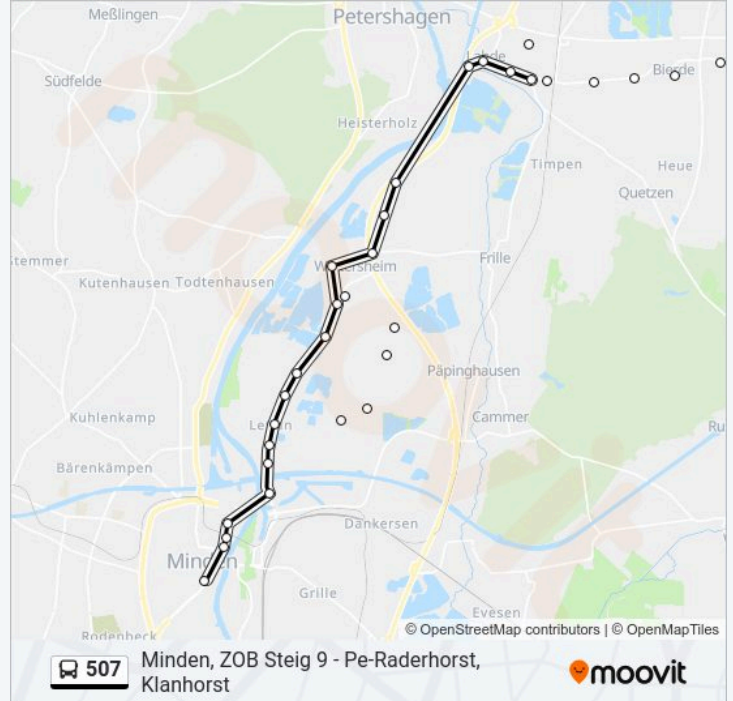 Meßlingen
Petershagen
Lahde
Bierde
Südfelde
Heisterholz
Timpen
Heue
Quetzen
Stemmer
Frille
Wietersheim
Kutenhausen
Todtenhausen
Päpinghausen
Kuhlenkamp
Cammer
Bärenkämpen
Dankersen
Minden
Grille
Evesen
Rodenbeck
© OpenStreetMap contributors | © OpenMapTiles
507
Minden, ZOB Steig 9 - Pe-Raderhorst,
Klanhorst
moovit